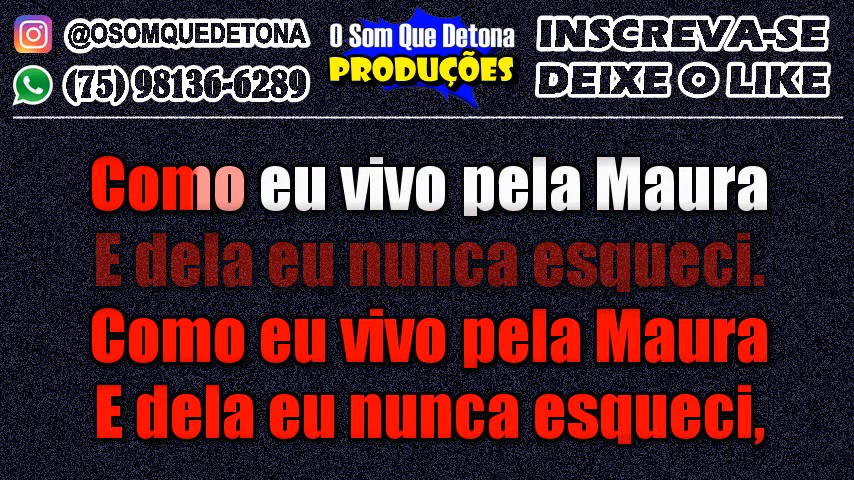 @OSOMQUEDETONA
(75) 98136-6289
O Som Que Detona
PRODUÇÕES
INSCREVA-SE
DEIXE O LIKE
Como eu vivo pela Maura
E dela eu nunca esqueci.
Como eu vivo pela Maura
E dela eu nunca esqueci,